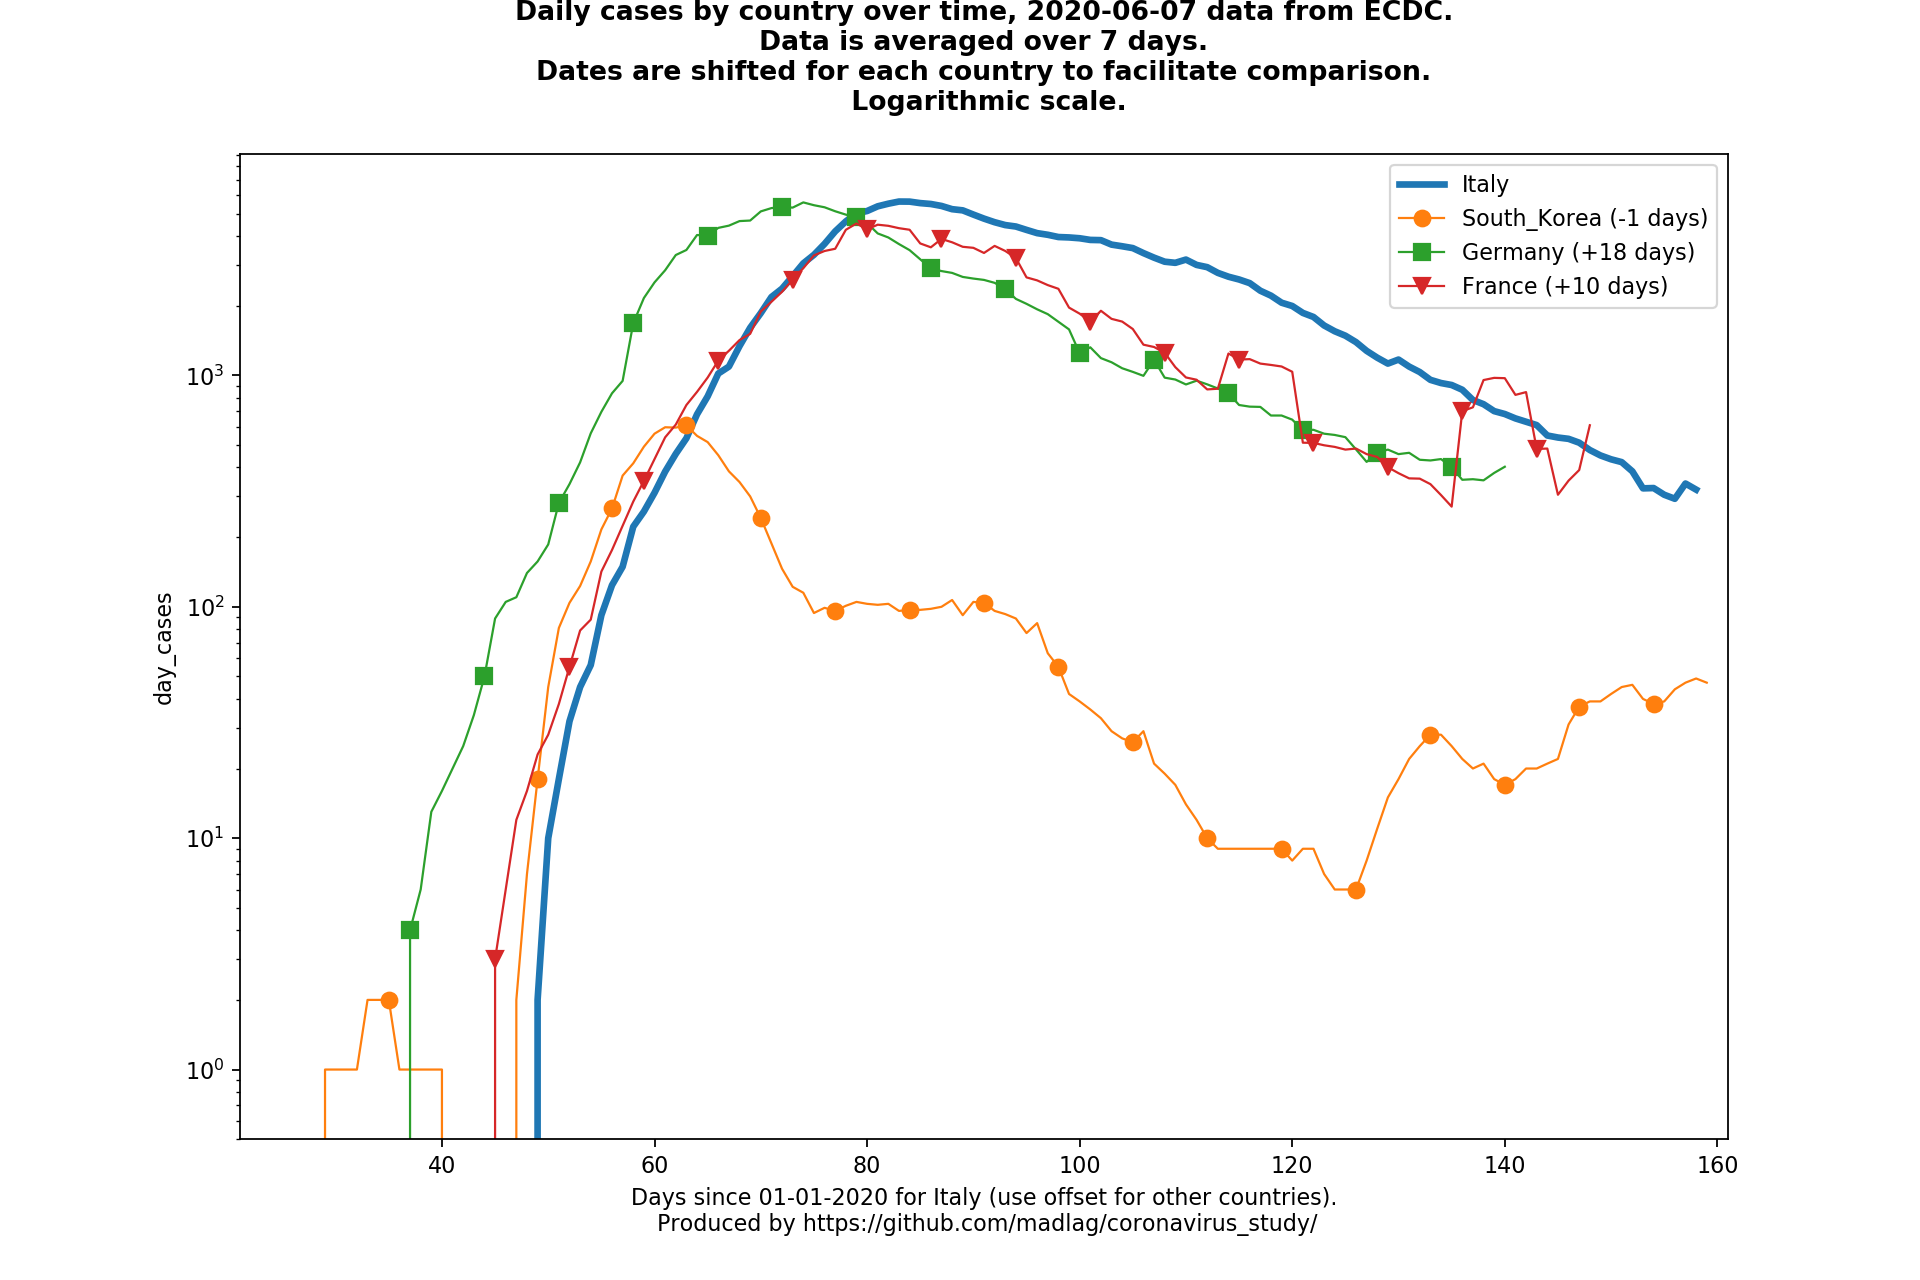 Daily cases by country over time, 2020-06-07 data from ECDC.
Data is averaged over 7 days.
Dates are shifted for each country to facilitate comparison.
Logarithmic scale.
Italy
South_Korea (-1 days)
Germany (+18 days)
France (+10 days)
10³
10²
10¹
10⁰
day_cases
40 60 80 100 120 140 160
Days since 01-01-2020 for Italy (use offset for other countries).
Produced by https://github.com/madlag/coronavirus_study/